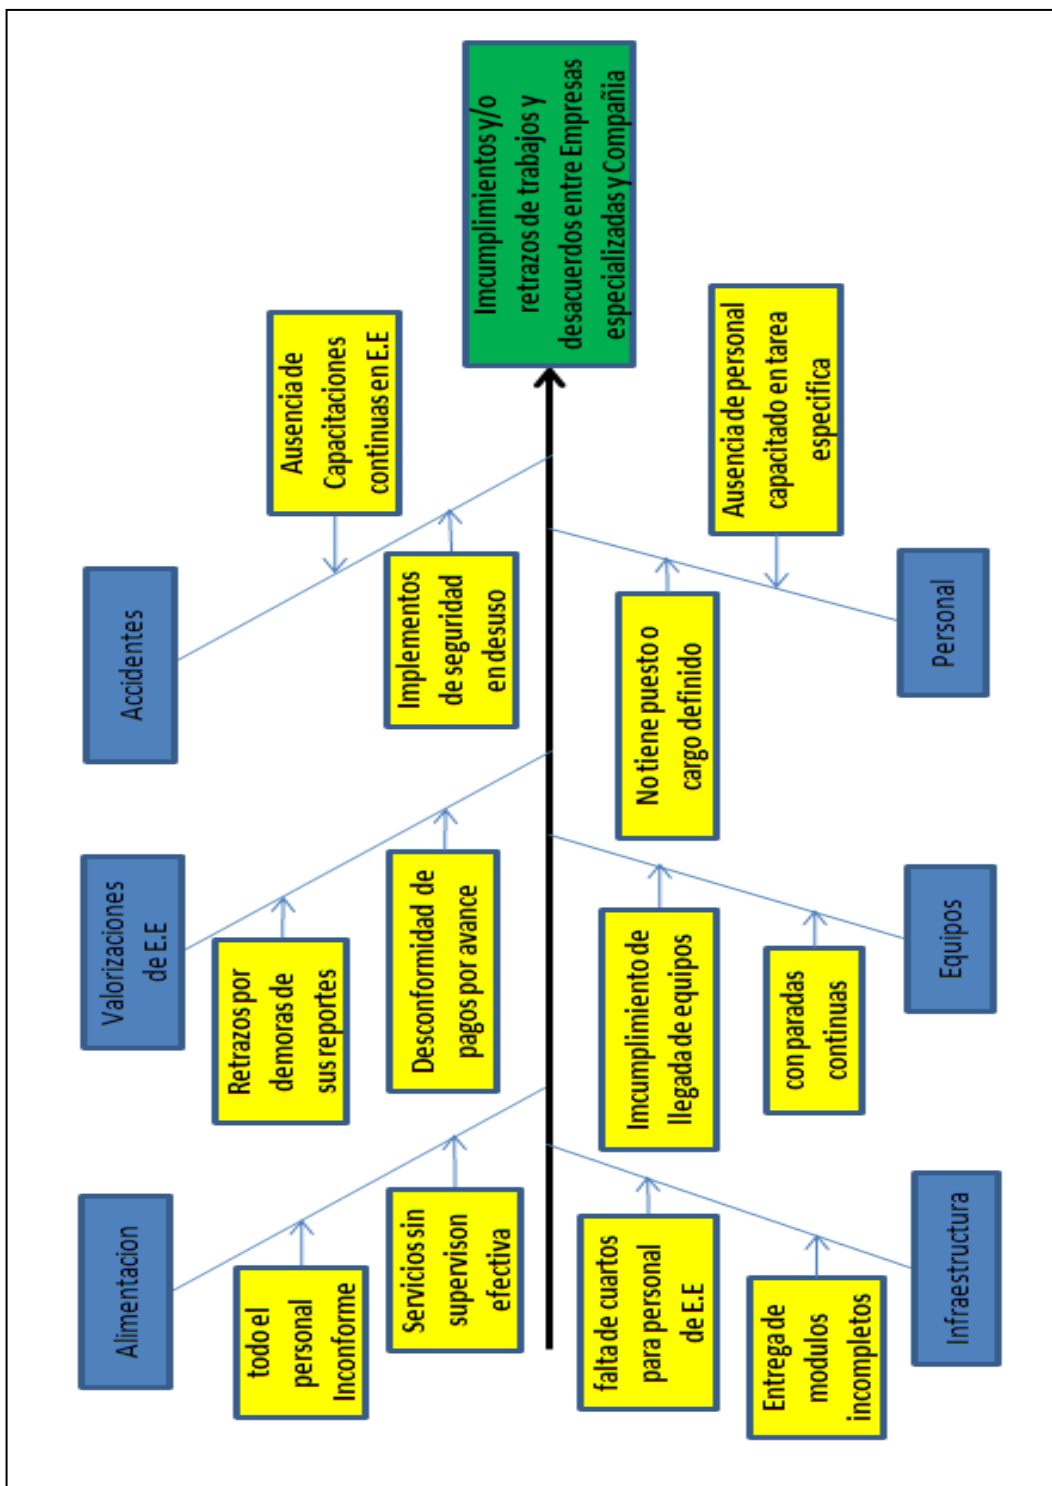 Alimentacion
Valorizaciones
de E.E
Accidentes
todo el
personal
Inconforme
Servicios sin
supervison
efectiva
Retrazos por
demoras de
sus reportes
Desconformidad de
pagos por avance
Ausencia de
Capacitaciones
continuas en E.E
Implementos
de seguridad
en desuso
Imcumplimientos y/o
retrazos de trabajos y
desacuerdos entre Empresas
especializadas y Compañia
falta de cuartos
para personal
de E.E
Entrega de
modulos
incompletos
Imcumplimiento de
llegada de equipos
con paradas
continuas
No tiene puesto o
cargo definido
Ausencia de personal
capacitado en tarea
especifica
Infraestructura
Equipos
Personal